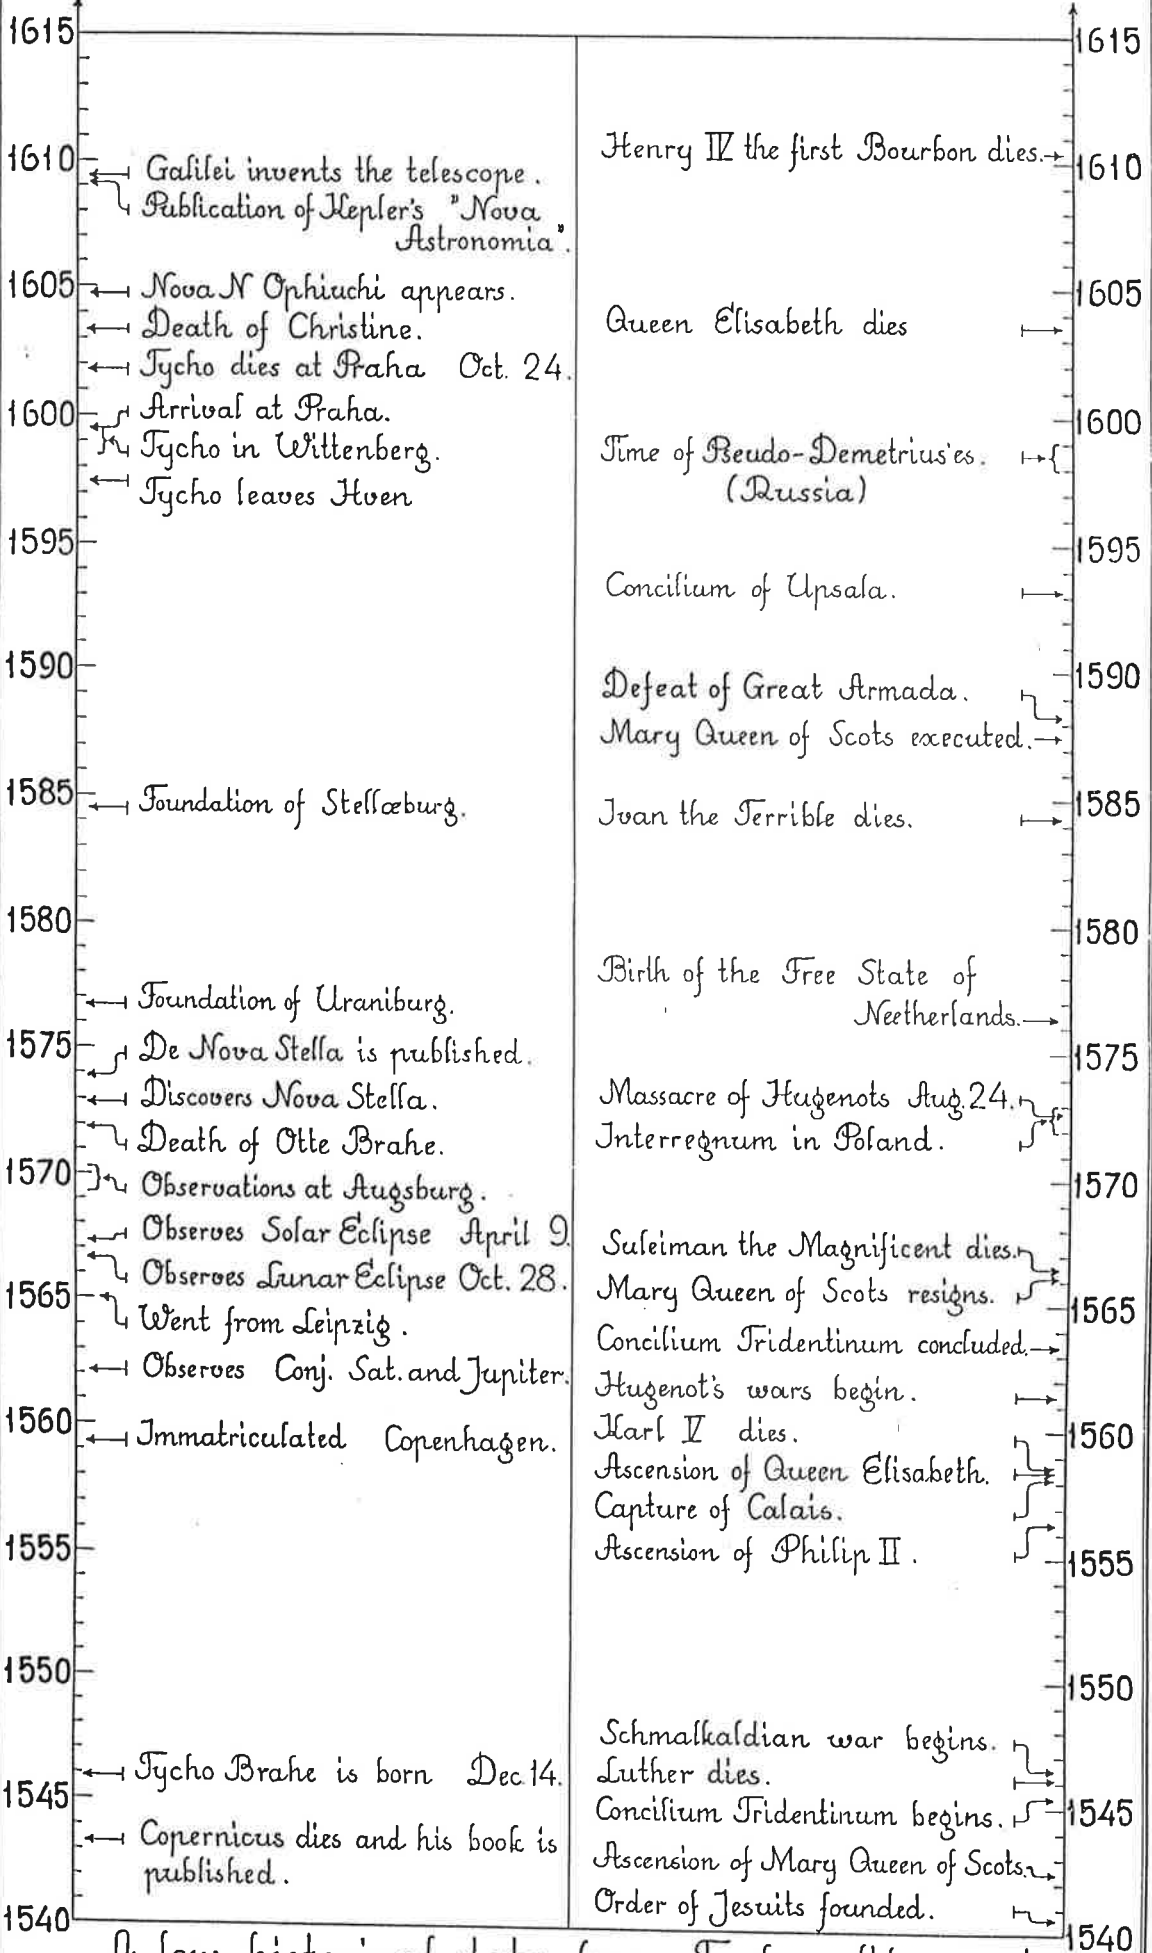 1615
1610
Galilei invents the telescope.
Publication of Kepler's "Nova
Astronomia".
1605
Nova N Ophiuchi appears.
Death of Christine.
Tycho dies at Praha Oct. 24.
1600
Arrival at Praha.
Tycho in Wittenberg.
Tycho leaves Hven
1595
1590
1585
Foundation of Stellæburg.
1580
Foundation of Uraniburg.
1575
De Nova Stella is published.
Discovers Nova Stella.
Death of Otte Brahe.
1570
Observations at Augsburg.
Observes Solar Eclipse April 9.
Observes Lunar Eclipse Oct. 28.
1565
Went from Leipzig.
Observes Conj. Sat. and Jupiter.
1560
Immatriculated Copenhagen.
1555
1550
Tycho Brahe is born Dec. 14.
1545
Copernicus dies and his book is
published.
1540
1615
Henry IV the first Bourbon dies.
1610
1605
Queen Elisabeth dies
1600
Time of Pseudo-Demetrius'es.
(Russia)
1595
Concilium of Upsala.
1590
Defeat of Great Armada.
Mary Queen of Scots executed.
1585
Ivan the Terrible dies.
1580
Birth of the Free State of
Neetherlands.
1575
Massacre of Hugenots Aug. 24.
Interregnum in Poland.
1570
Suleiman the Magnificent dies.
Mary Queen of Scots resigns.
1565
Concilium Tridentinum concluded.
Hugenot's wars begin.
Karl V dies.
1560
Ascension of Queen Elisabeth.
Capture of Calais.
Ascension of Philip II.
1555
1550
Schmalkaldian war begins.
Luther dies.
Concilium Tridentinum begins.
1545
Ascension of Mary Queen of Scots.
Order of Jesuits founded.
1540